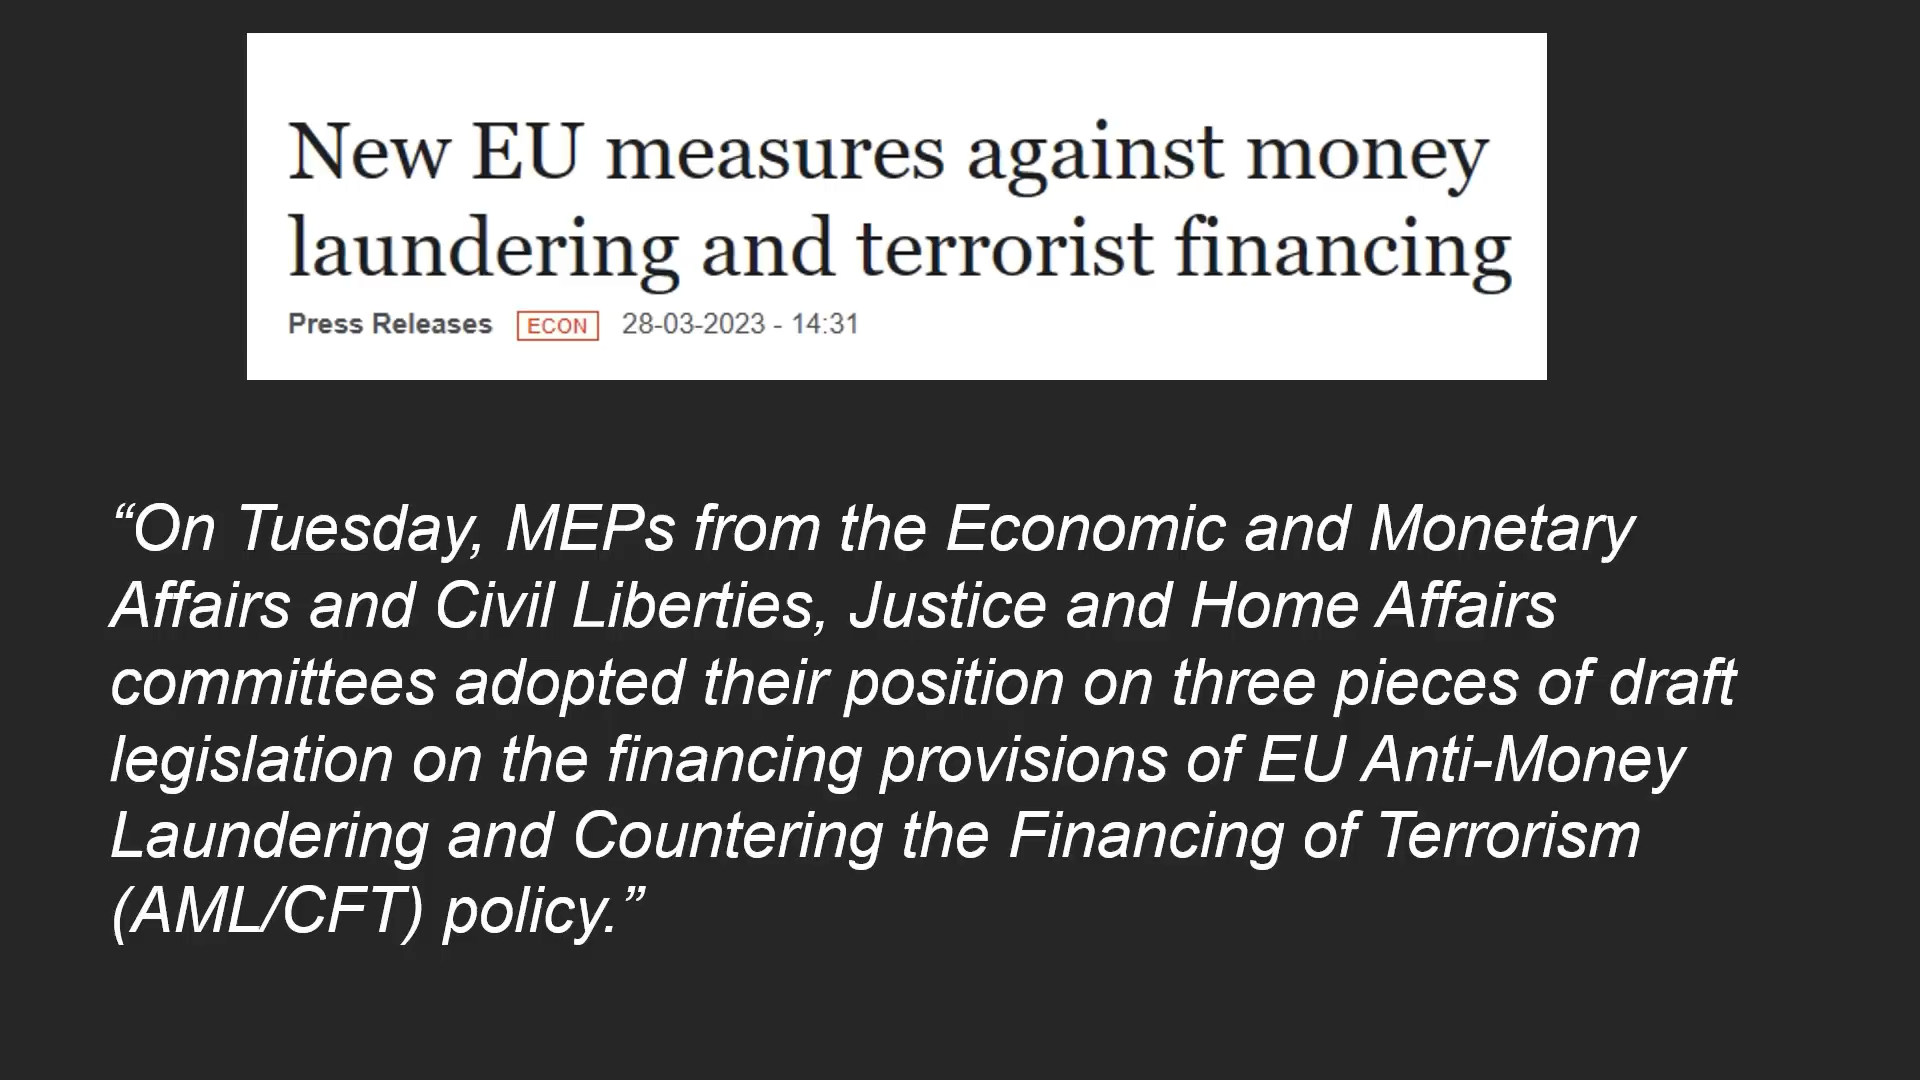 New EU measures against money
laundering and terrorist financing
Press Releases ECON 28-03-2023 - 14:31
“On Tuesday, MEPs from the Economic and Monetary
Affairs and Civil Liberties, Justice and Home Affairs
committees adopted their position on three pieces of draft
legislation on the financing provisions of EU Anti-Money
Laundering and Countering the Financing of Terrorism
(AML/CFT) policy.”